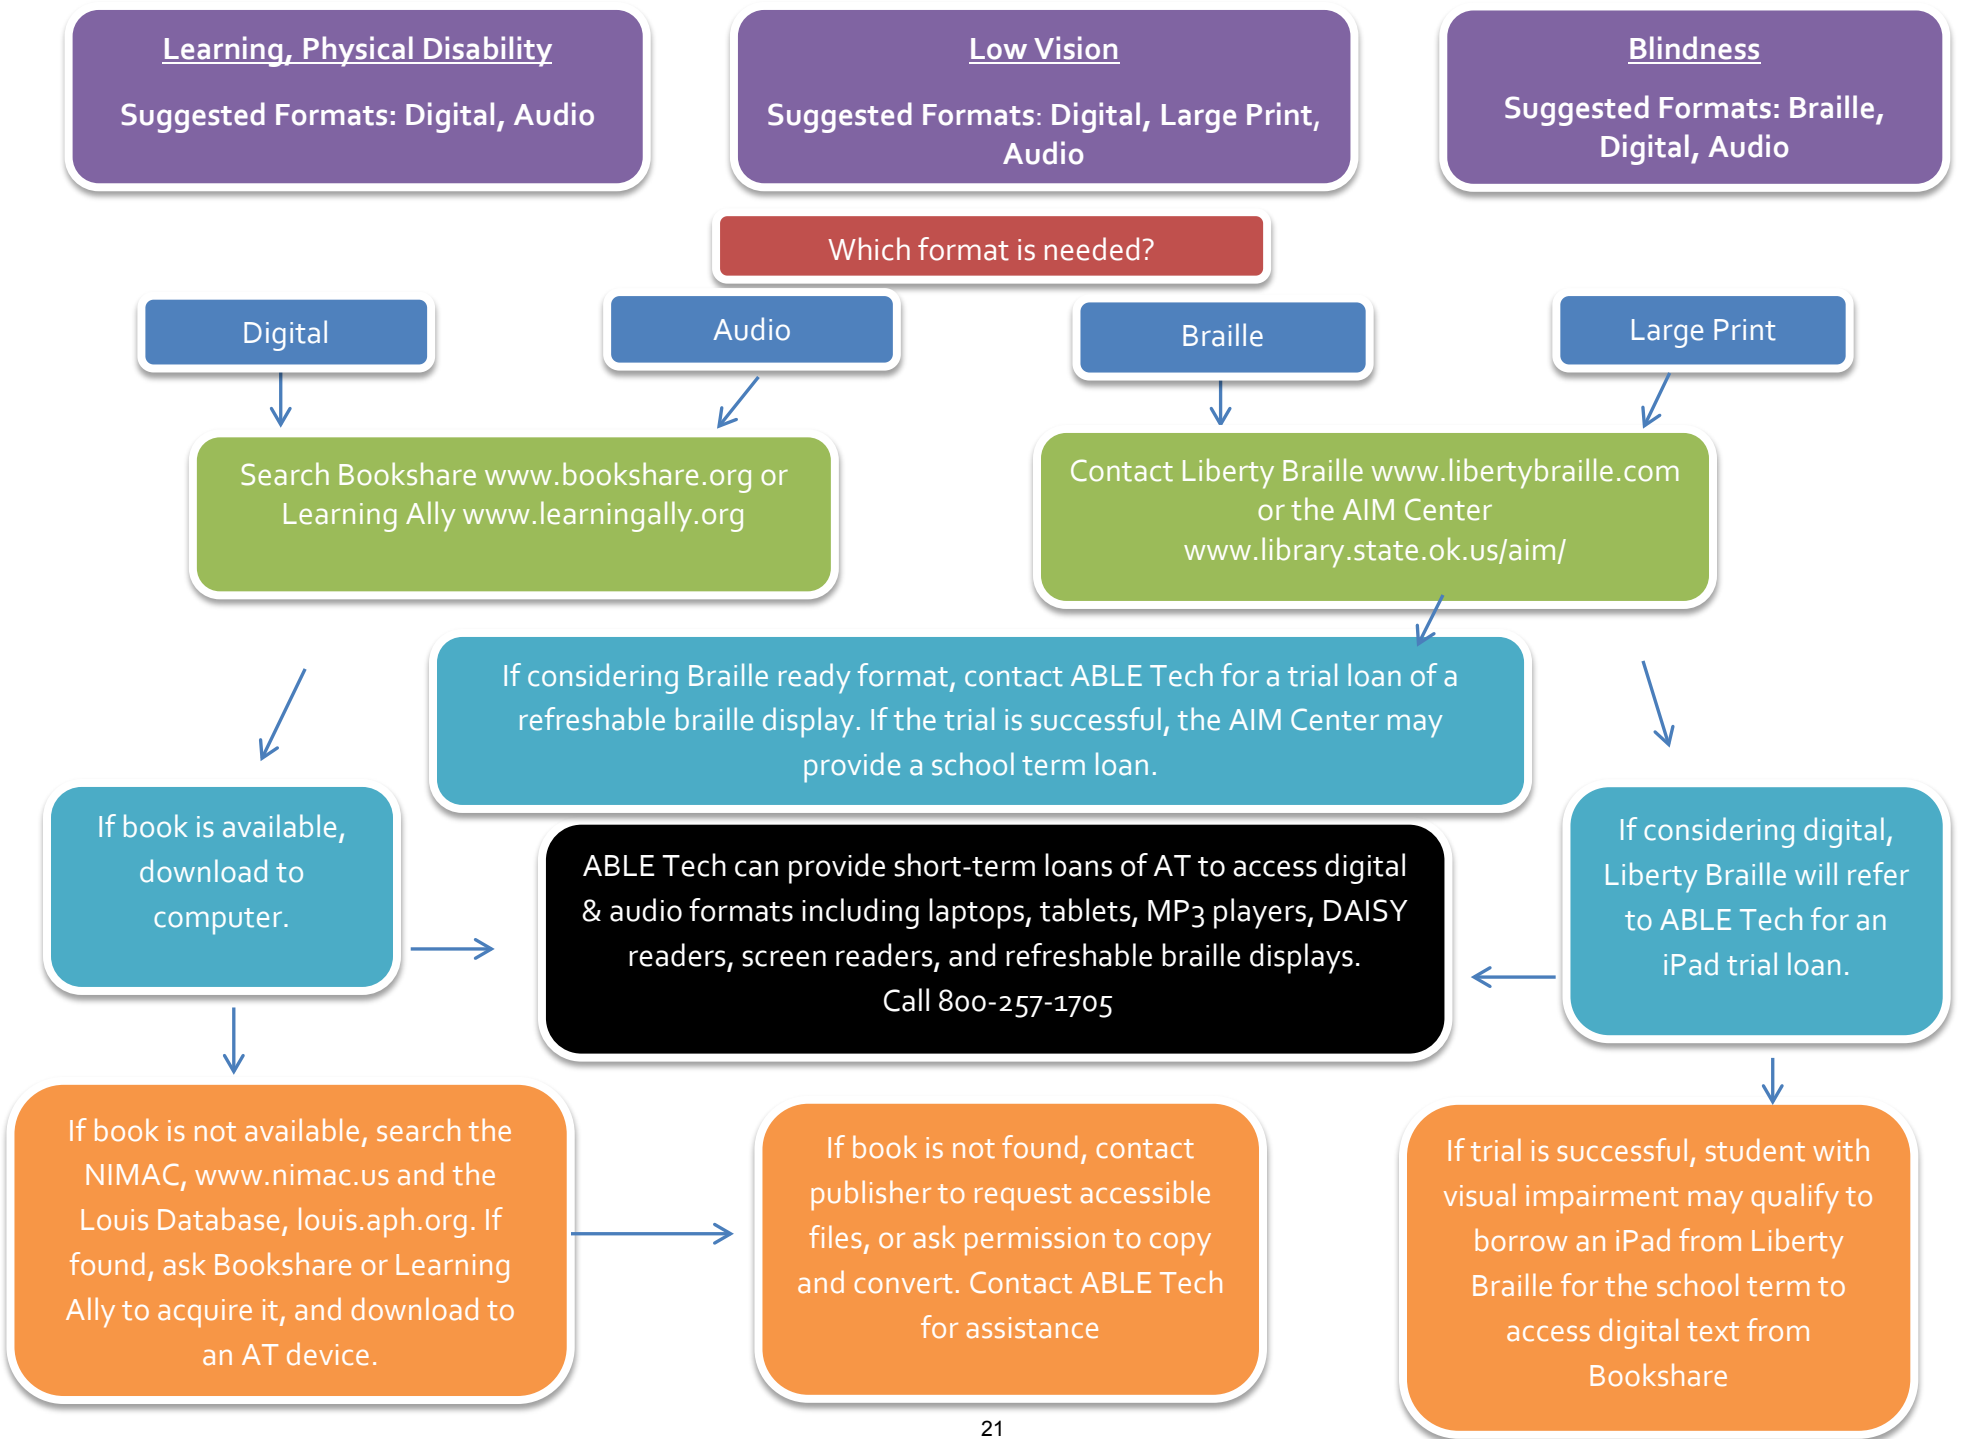 Learning, Physical Disability
Suggested Formats: Digital, Audio
Low Vision
Suggested Formats: Digital, Large Print,
Audio
Blindness
Suggested Formats: Braille,
Digital, Audio
Which format is needed?
Digital
Audio
Braille
Large Print
Search Bookshare www.bookshare.org or
Learning Ally www.learningally.org
Contact Liberty Braille www.libertybraille.com
or the AIM Center
www.library.state.ok.us/aim/
If considering Braille ready format, contact ABLE Tech for a trial loan of a
refreshable braille display. If the trial is successful, the AIM Center may
provide a school term loan.
If book is available,
download to
computer.
ABLE Tech can provide short-term loans of AT to access digital
& audio formats including laptops, tablets, MP3 players, DAISY
readers, screen readers, and refreshable braille displays.
Call 800-257-1705
If considering digital,
Liberty Braille will refer
to ABLE Tech for an
iPad trial loan.
If book is not available, search the
NIMAC, www.nimac.us and the
Louis Database, louis.aph.org. If
found, ask Bookshare or Learning
Ally to acquire it, and download to
an AT device.
If book is not found, contact
publisher to request accessible
files, or ask permission to copy
and convert. Contact ABLE Tech
for assistance
If trial is successful, student with
visual impairment may qualify to
borrow an iPad from Liberty
Braille for the school term to
access digital text from
Bookshare
21